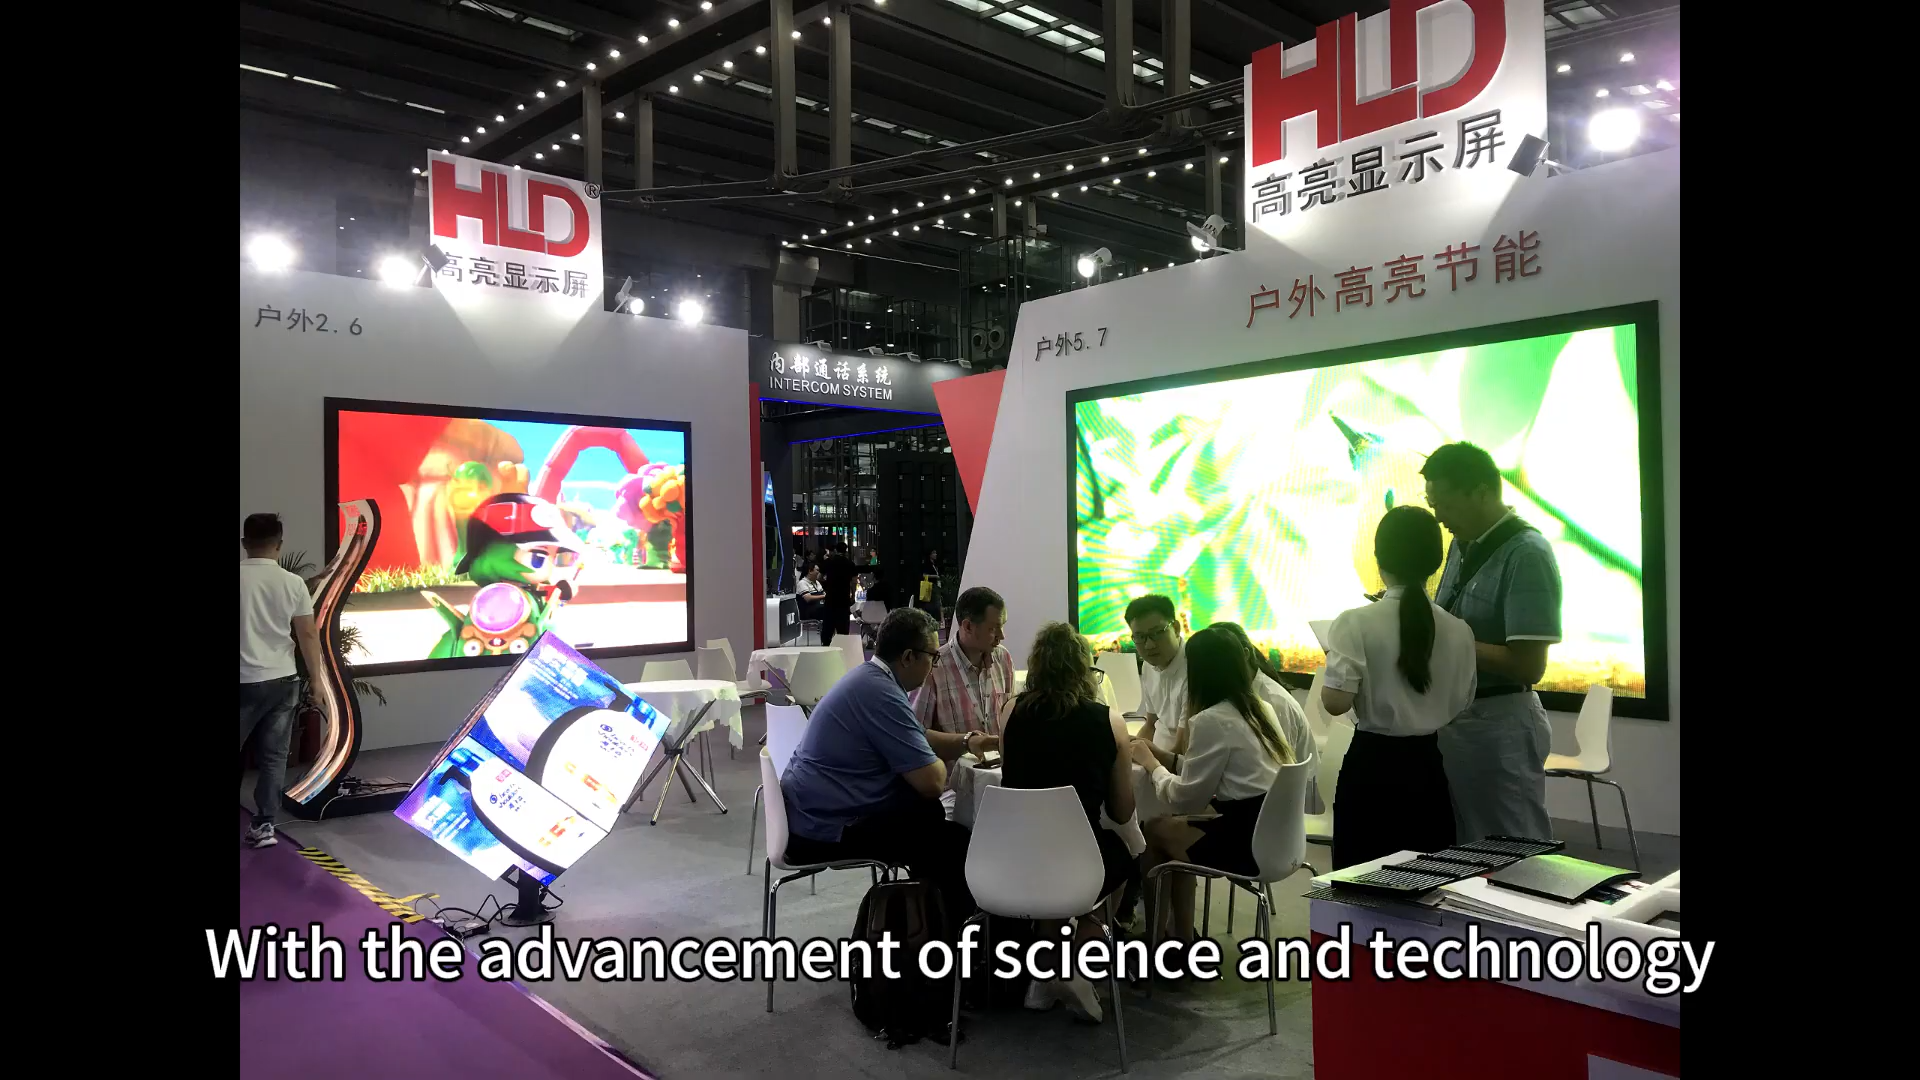 HLD
高亮显示屏
HLD®
高亮显示屏
户外高亮节能
户外2.6
户外5.7
内部通话系统
INTERCOM SYSTEM
With the advancement of science and technology